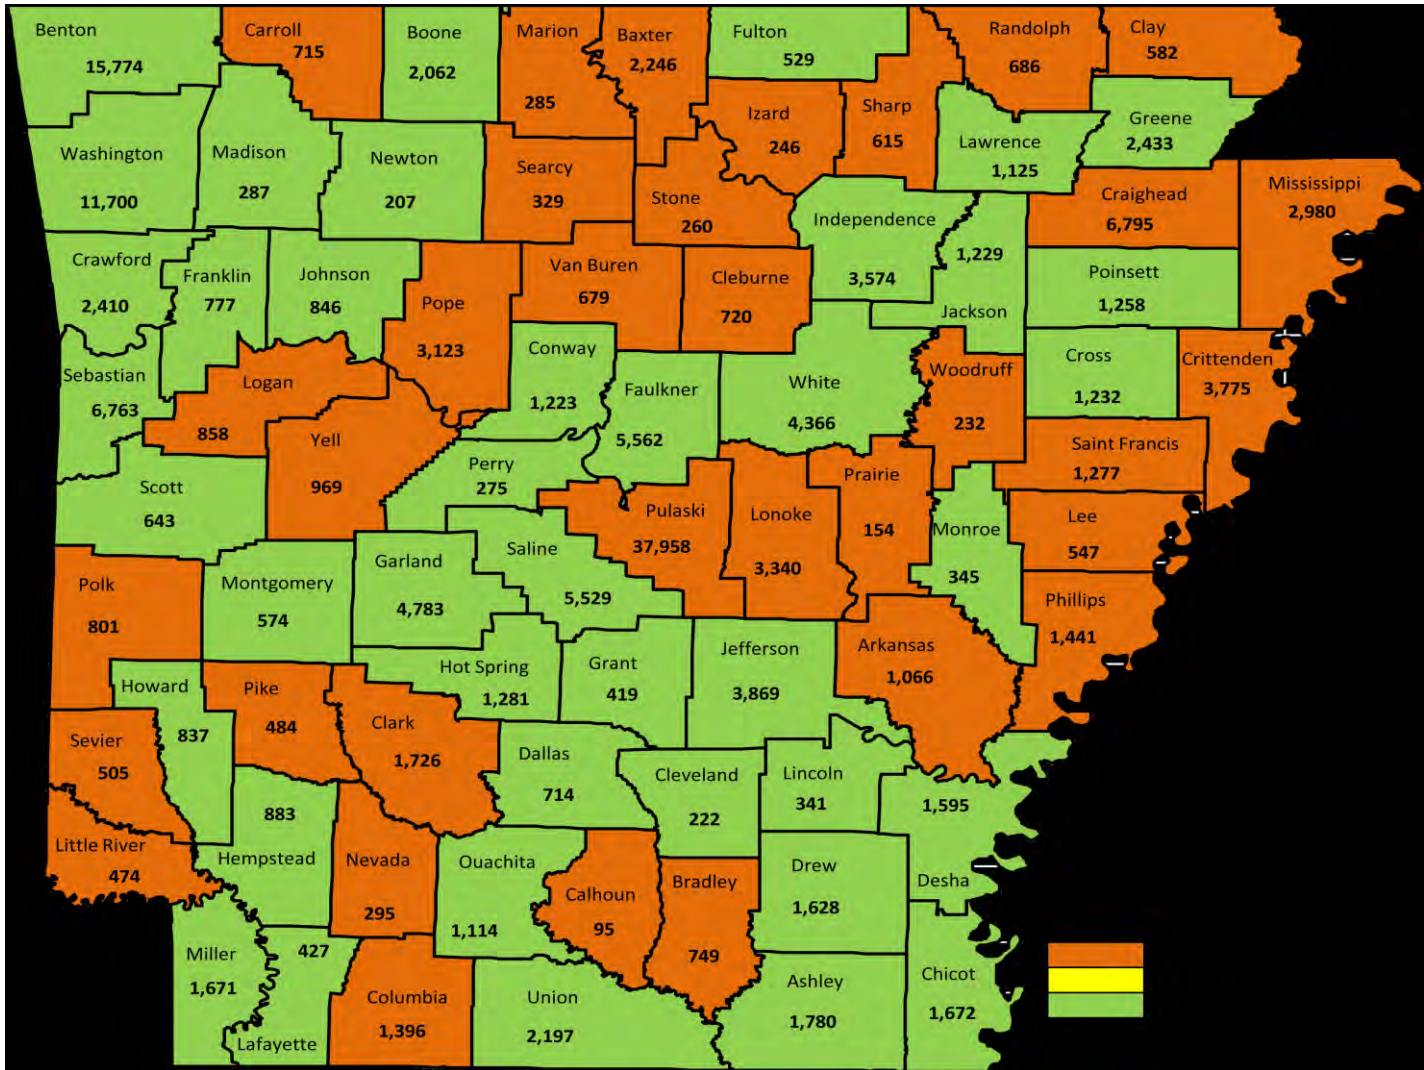 Benton
15,774
Carroll
715
Boone
2,062
Marion
285
Baxter
2,246
Fulton
529
Randolph
686
Clay
582
Izard
246
Sharp
615
Lawrence
1,125
Greene
2,433
Washington
11,700
Madison
287
Newton
207
Searcy
329
Stone
260
Independence
3,574
1,229
Jackson
Craighead
6,795
Mississippi
2,980
Crawford
2,410
Franklin
777
Johnson
846
Pope
3,123
Van Buren
679
Cleburne
720
Poinsett
1,258
Sebastian
6,763
Logan
858
Conway
1,223
Faulkner
5,562
White
4,366
Woodruff
232
Cross
1,232
Crittenden
3,775
Yell
969
Perry
275
Saint Francis
1,277
Scott
643
Pulaski
37,958
Lonoke
3,340
Prairie
154
Monroe
345
Lee
547
Polk
801
Montgomery
574
Garland
4,783
Saline
5,529
Phillips
1,441
Hot Spring
1,281
Grant
419
Jefferson
3,869
Arkansas
1,066
Howard
837
Pike
484
Clark
1,726
Sevier
505
Dallas
714
Cleveland
222
Lincoln
341
1,595
Desha
Little River
474
883
Hempstead
Nevada
295
Ouachita
1,114
Calhoun
95
Bradley
749
Drew
1,628
Miller
1,671
427
Lafayette
Columbia
1,396
Union
2,197
Ashley
1,780
Chicot
1,672